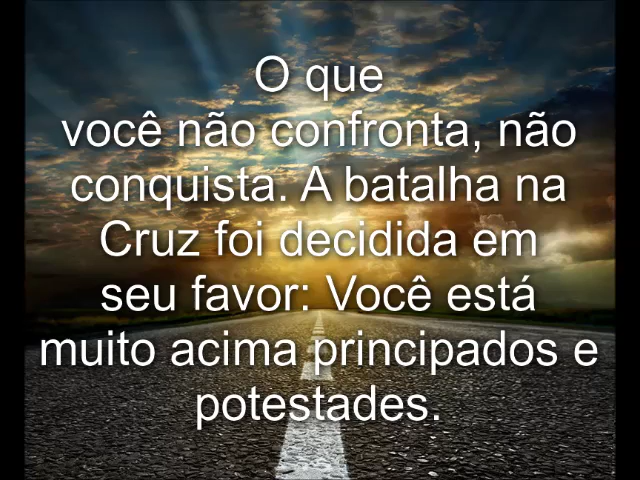 O que
você não confronta, não
conquista. A batalha na
Cruz foi decidida em
seu favor: Você está
muito acima principados e
potestades.